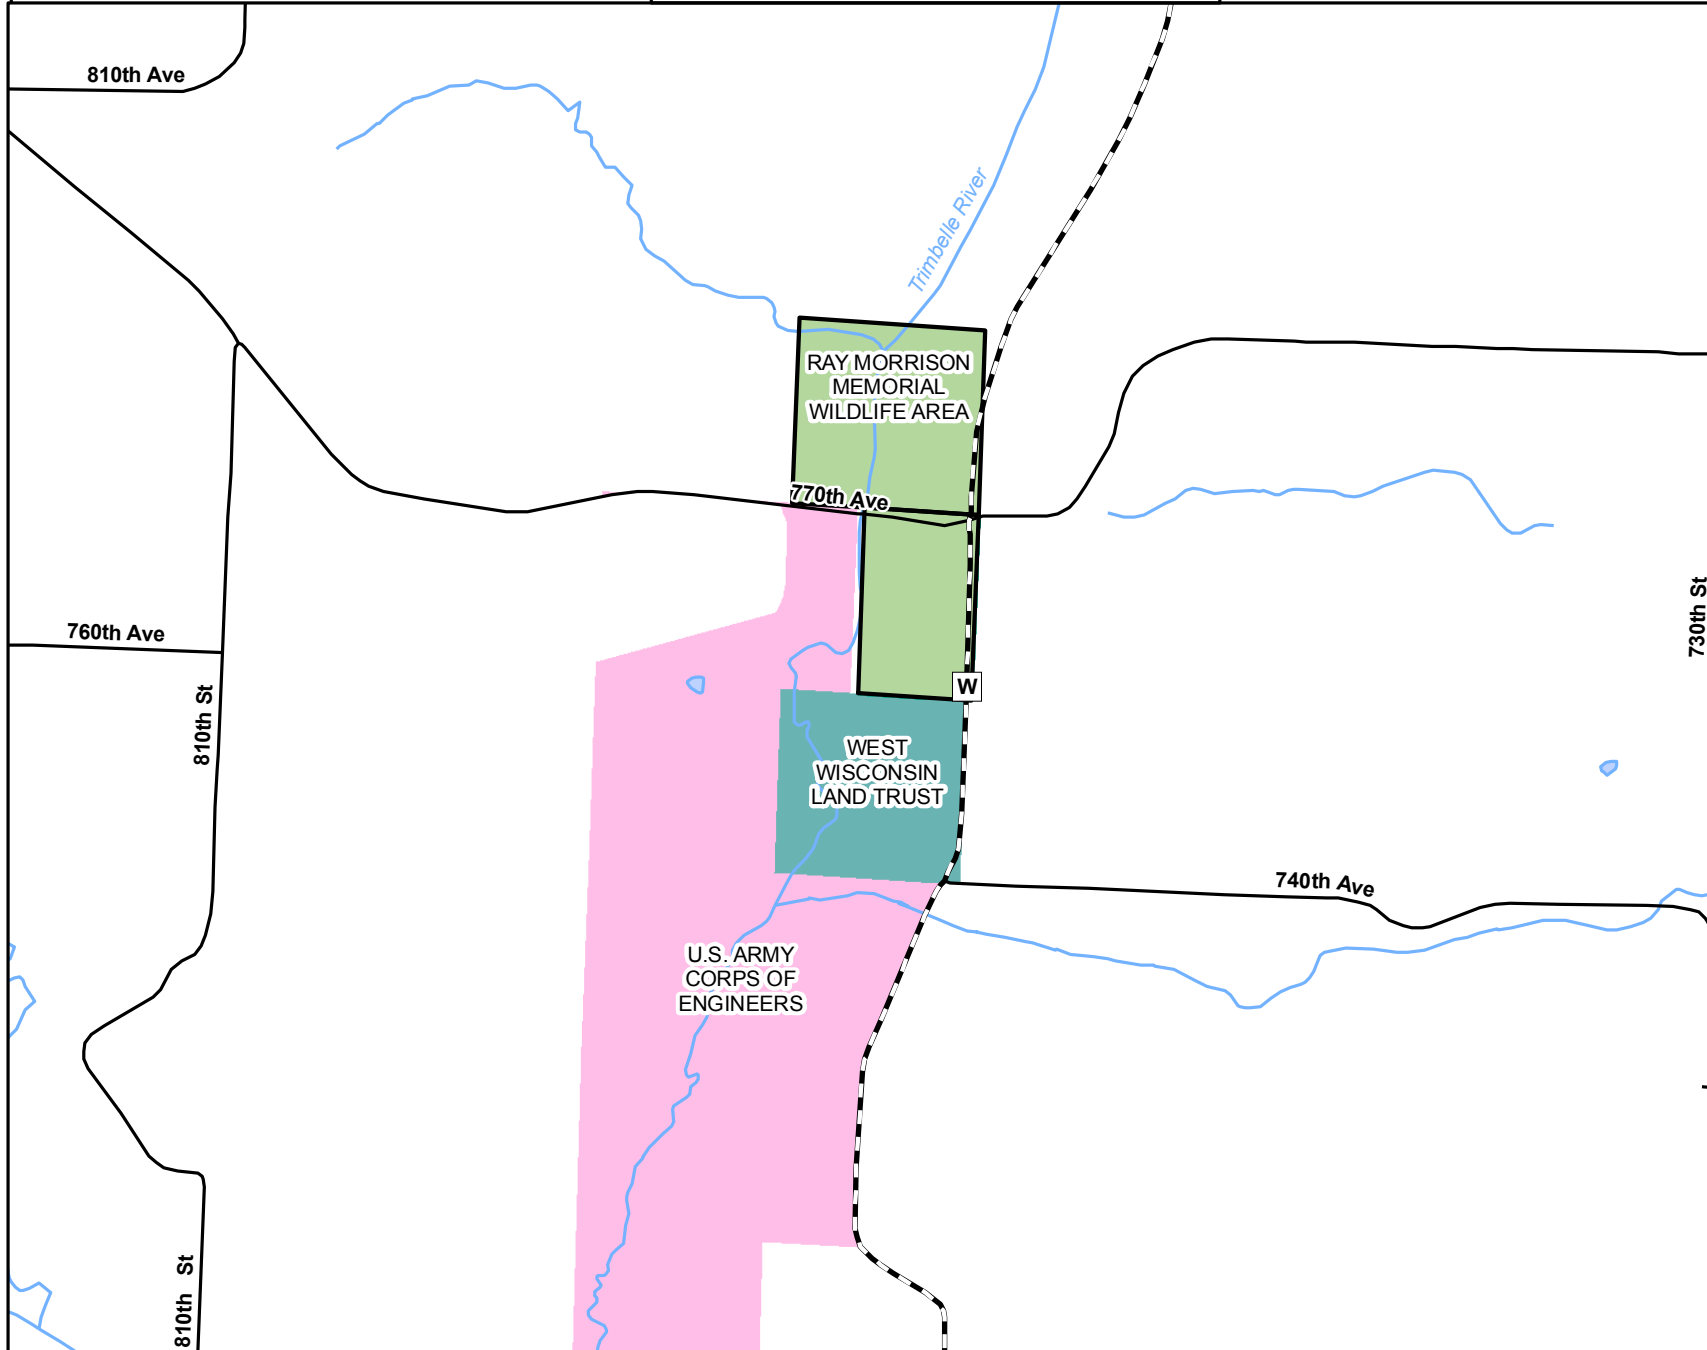 810th Ave
Trimbelle River
RAY MORRISON
MEMORIAL
WILDLIFE AREA
770th Ave
730th St
760th Ave
810th St
W
WEST
WISCONSIN
LAND TRUST
740th Ave
U.S. ARMY
CORPS OF
ENGINEERS
810th St